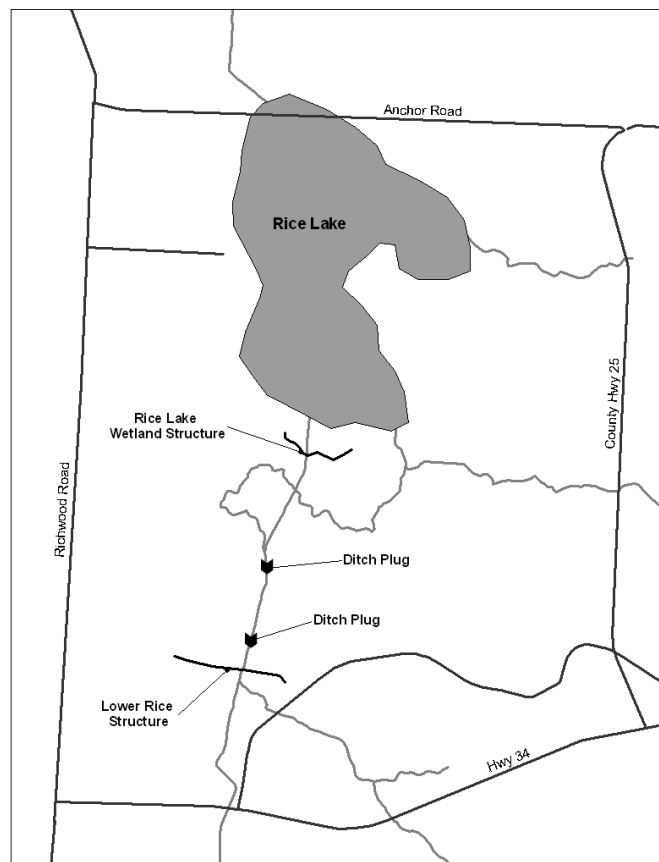 Anchor Road
Rice Lake
County Hwy 25
Rice Lake
Wetland Structure
Richwood Road
Ditch Plug
Ditch Plug
Lower Rice
Structure
Hwy 34